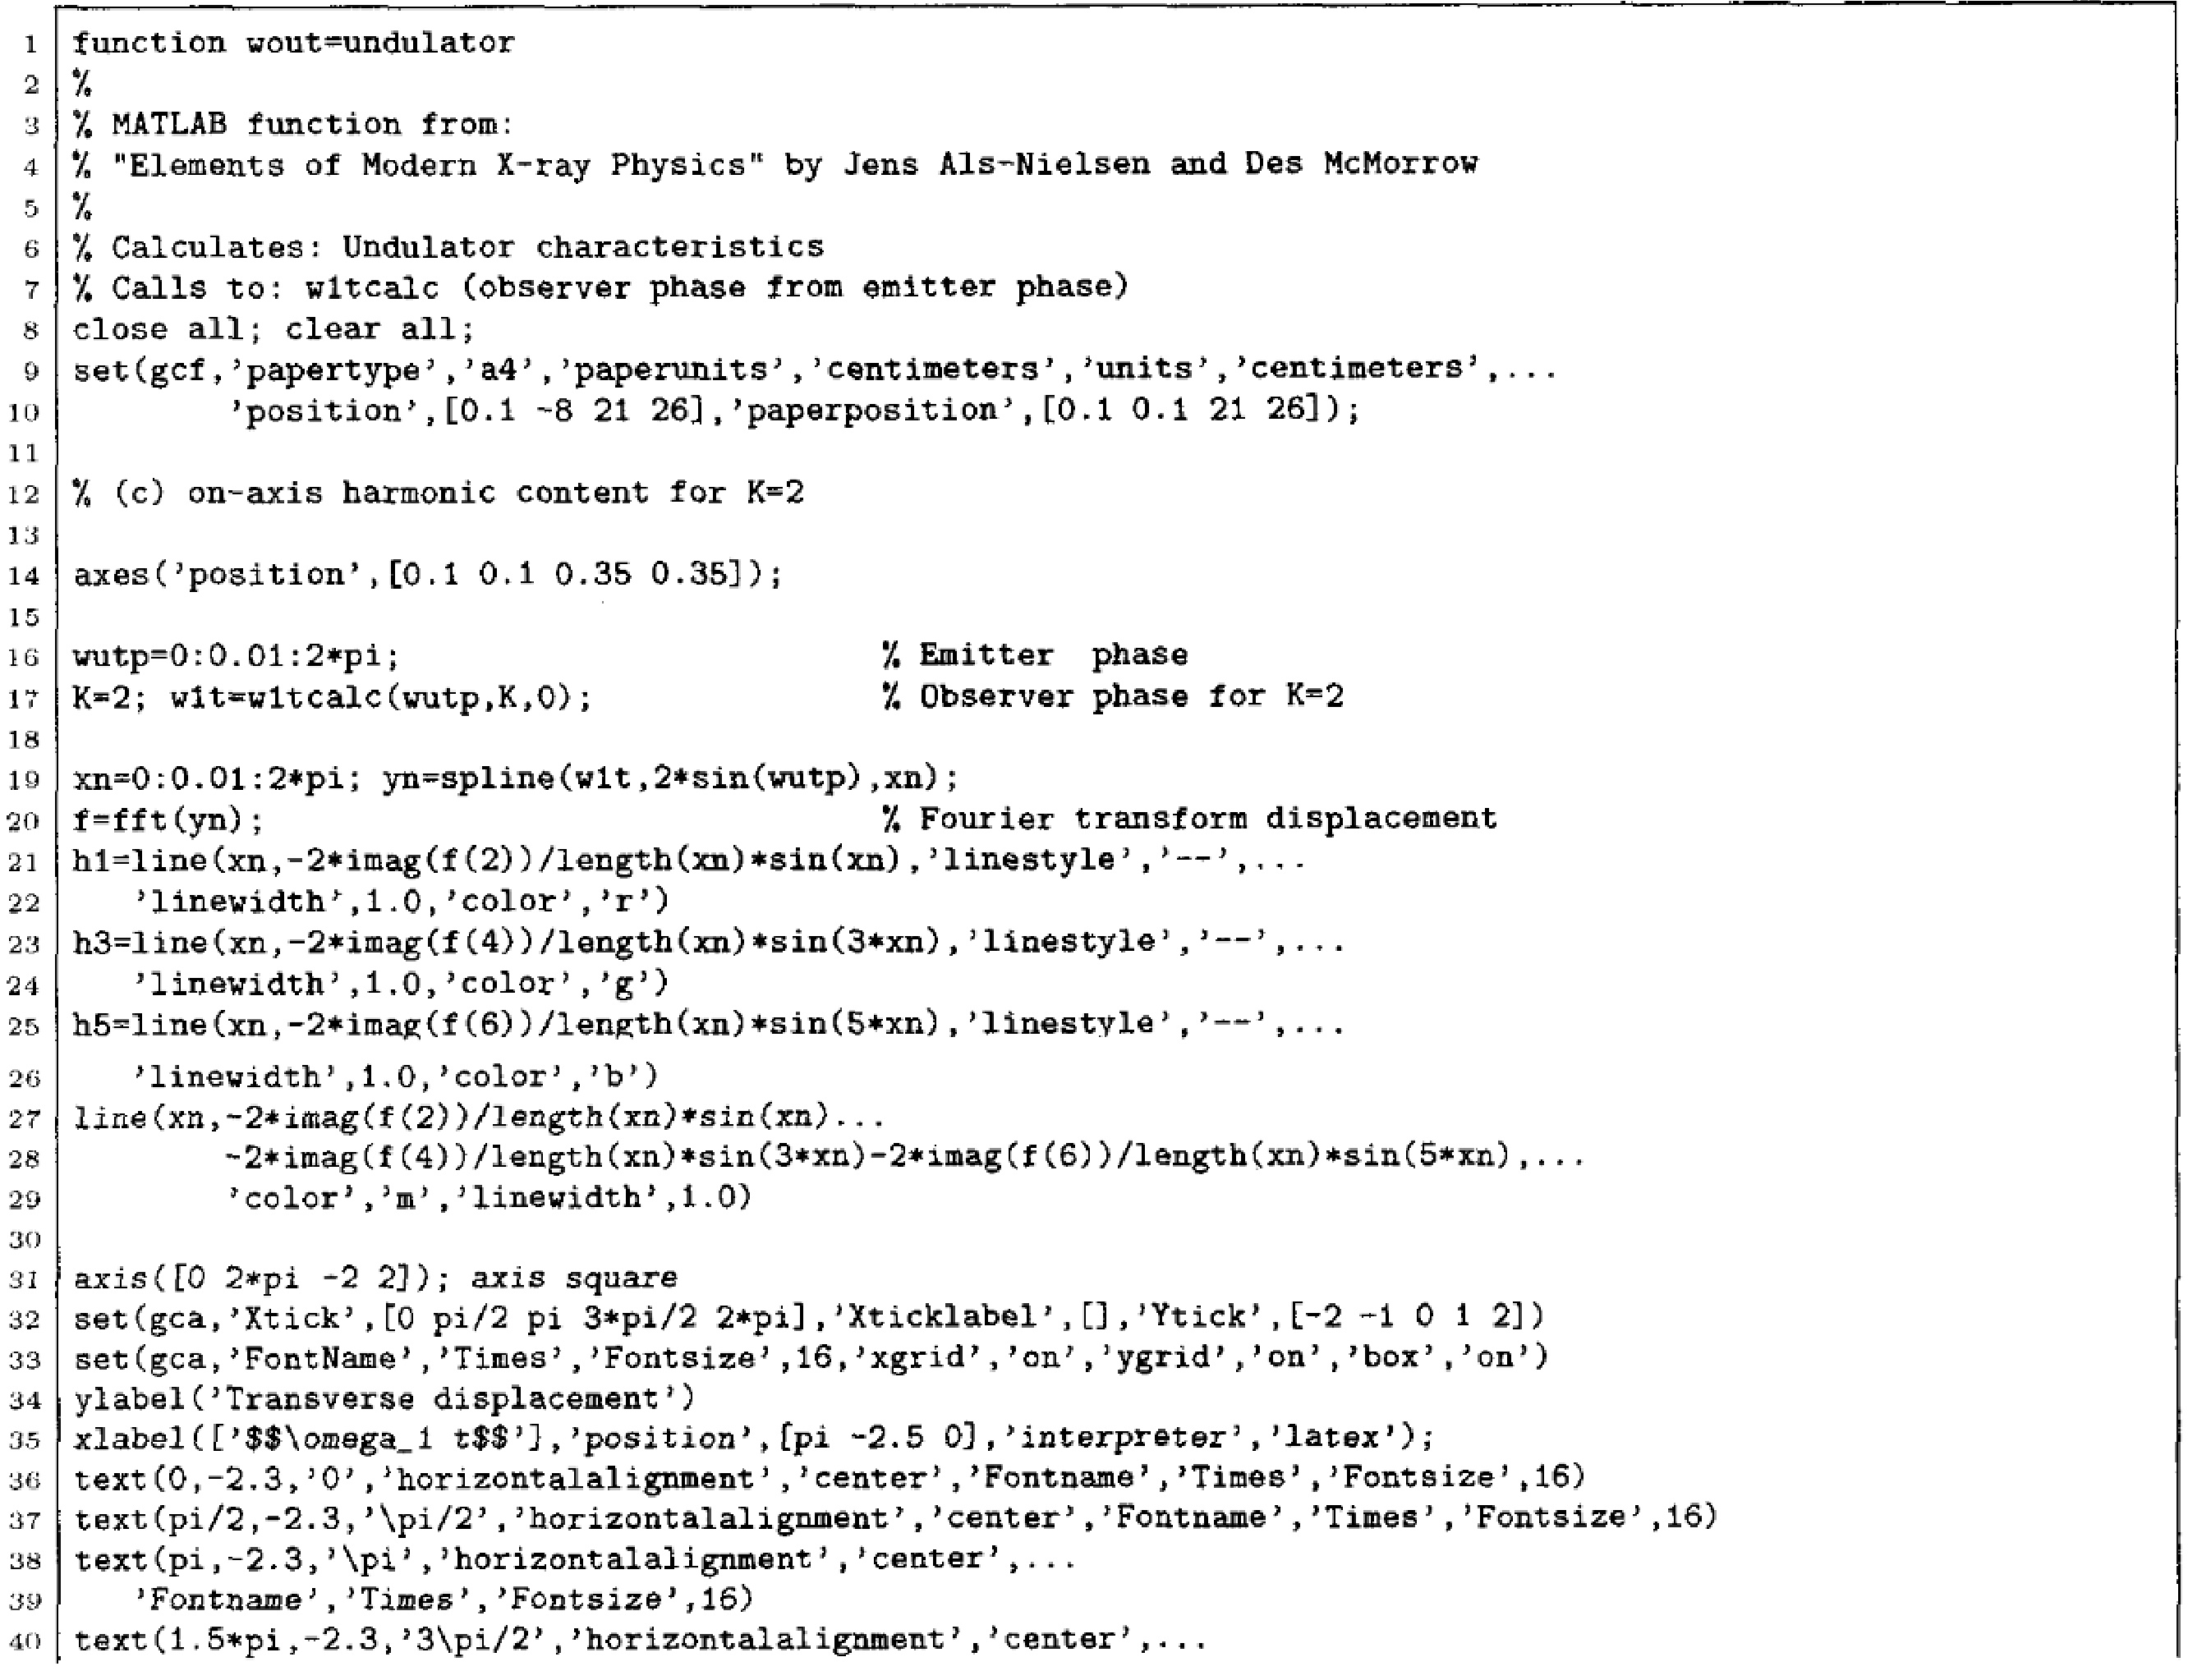 1 function wout=undulator
2 %
3 % MATLAB function from:
4 % "Elements of Modern X-ray Physics" by Jens Als-Nielsen and Des McMorrow
5 %
6 % Calculates: Undulator characteristics
7 % Calls to: w1tcalc (observer phase from emitter phase)
8 close all; clear all;
9 set(gcf,'papertype','a4','paperunits','centimeters','units','centimeters',...
10 'position',[0.1 -8 21 26],'paperposition',[0.1 0.1 21 26]);
11
12 % (c) on-axis harmonic content for K=2
13
14 axes('position',[0.1 0.1 0.35 0.35]);
15
16 wutp=0:0.01:2*pi; % Emitter phase
17 K=2; w1t=w1tcalc(wutp,K,0); % Observer phase for K=2
18
19 xn=0:0.01:2*pi; yn=spline(w1t,2*sin(wutp),xn);
20 f=fft(yn); % Fourier transform displacement
21 h1=line(xn,-2*imag(f(2))/length(xn)*sin(xn),'linestyle','--',...
22 'linewidth',1.0,'color','r')
23 h3=line(xn,-2*imag(f(4))/length(xn)*sin(3*xn),'linestyle','--',...
24 'linewidth',1.0,'color','g')
25 h5=line(xn,-2*imag(f(6))/length(xn)*sin(5*xn),'linestyle','--',...
26 'linewidth',1.0,'color','b')
27 line(xn,-2*imag(f(2))/length(xn)*sin(xn)...
28 -2*imag(f(4))/length(xn)*sin(3*xn)-2*imag(f(6))/length(xn)*sin(5*xn),...
29 'color','m','linewidth',1.0)
30
31 axis([0 2*pi -2 2]); axis square
32 set(gca,'Xtick',[0 pi/2 pi 3*pi/2 2*pi],'Xticklabel',[],'Ytick',[-2 -1 0 1 2])
33 set(gca,'FontName','Times','Fontsize',16,'xgrid','on','ygrid','on','box','on')
34 ylabel('Transverse displacement')
35 xlabel(['$$\omega_1 t$$'],'position',[pi -2.5 0],'interpreter','latex');
36 text(0,-2.3,'0','horizontalalignment','center','Fontname','Times','Fontsize',16)
37 text(pi/2,-2.3,'\pi/2','horizontalalignment','center','Fontname','Times','Fontsize',16)
38 text(pi,-2.3,'\pi','horizontalalignment','center',...
39 'Fontname','Times','Fontsize',16)
40 text(1.5*pi,-2.3,'3\pi/2','horizontalalignment','center',...